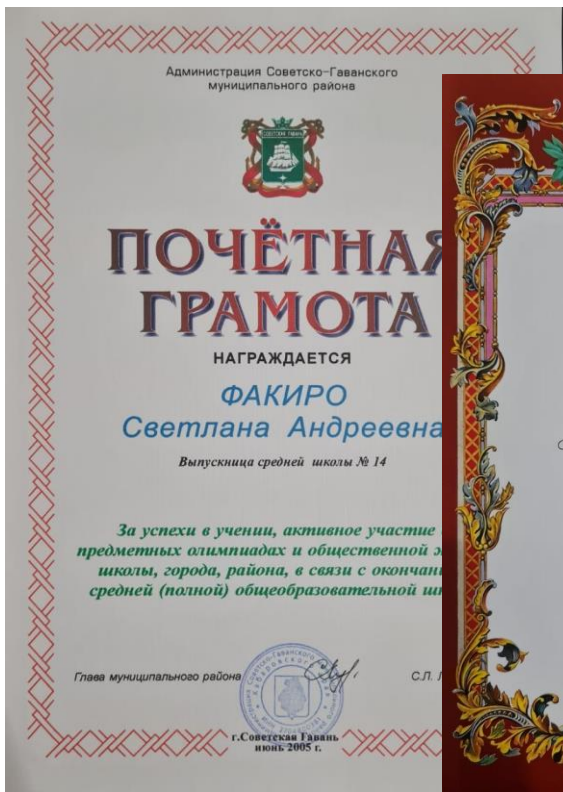 Администрация Советско-Гаванского
муниципального района
СОВЕТСКАЯ ГАВАНЬ
ПОЧЁТНАЯ
ГРАМОТА
НАГРАЖДАЕТСЯ
ФАКИРО
Светлана Андреевна
Выпускница средней школы № 14
За успехи в учении, активное участие
предметных олимпиадах и общественной
школы, города, района, в связи с
средней (полной) общеобразовательной
Глава муниципального района
С.Л.
г.Советская Гавань
июнь 2005 г.